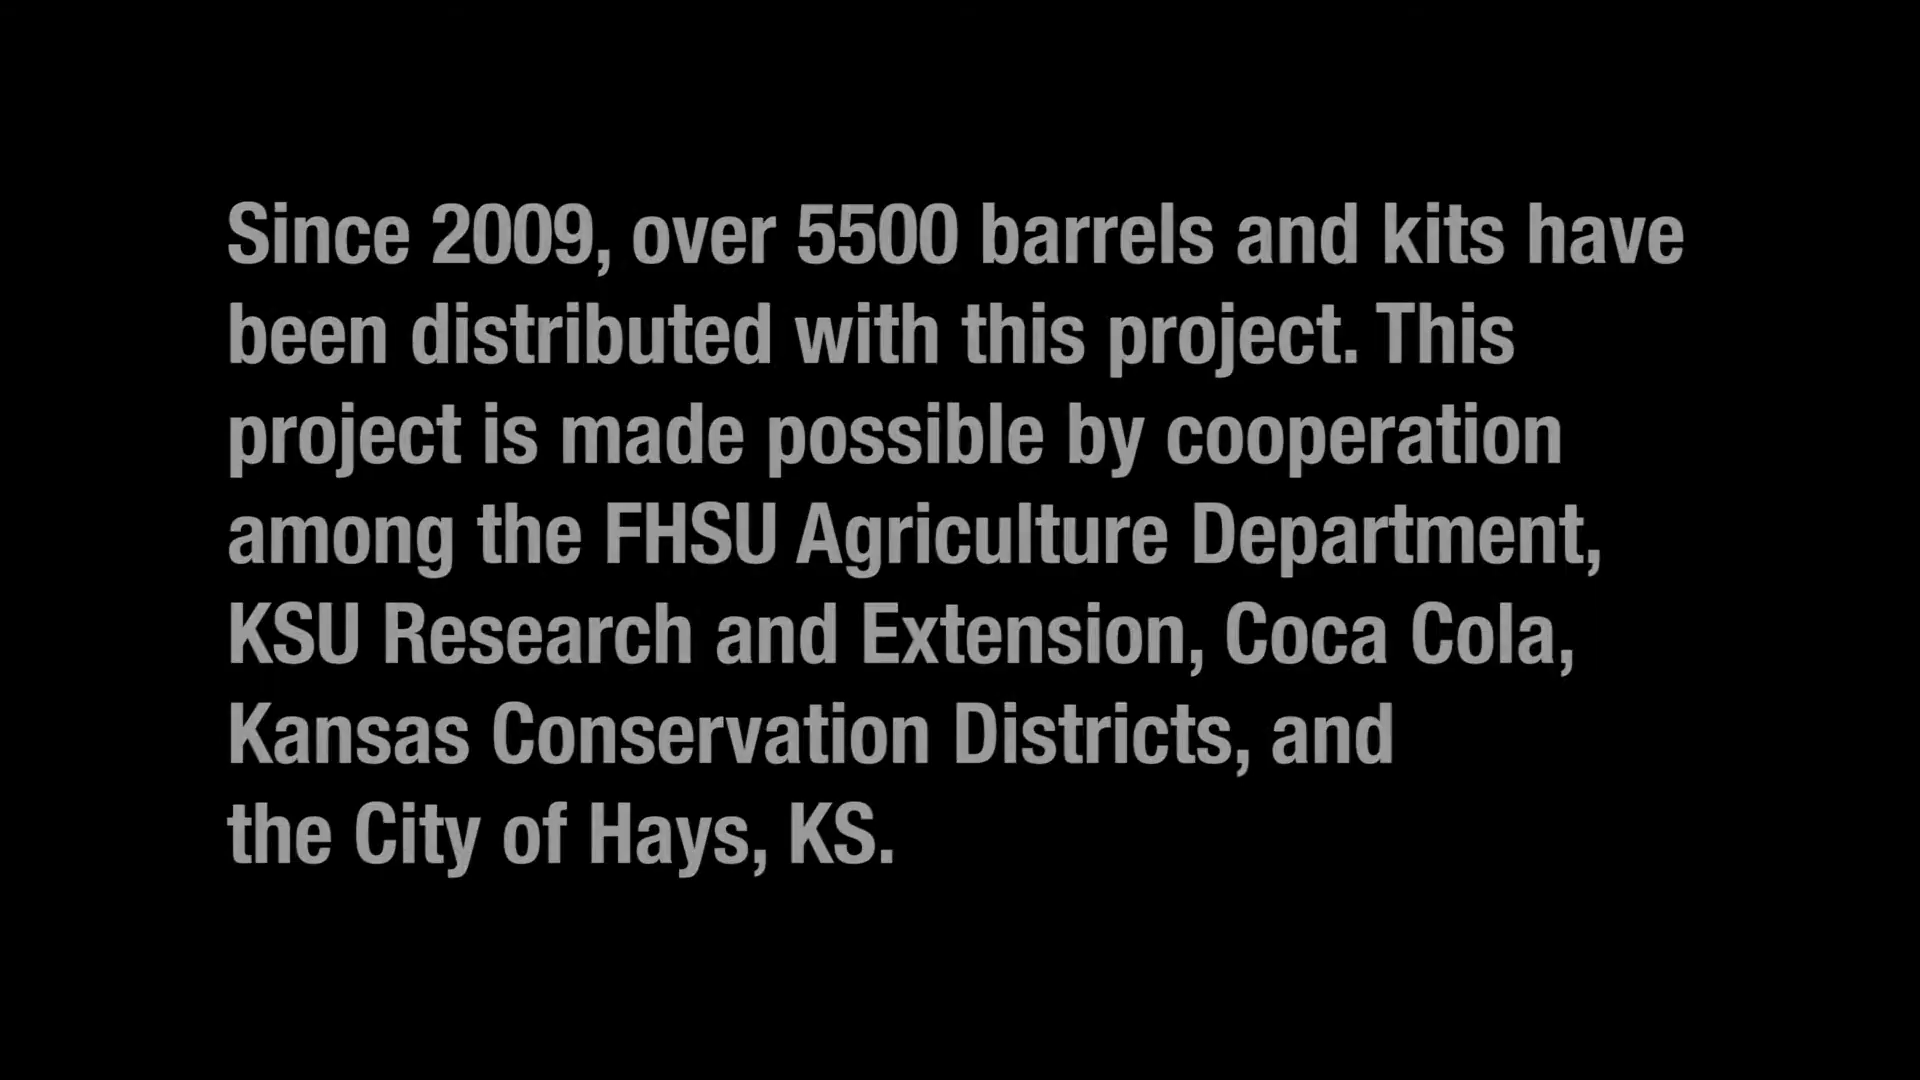 Since 2009, over 5500 barrels and kits have
been distributed with this project. This
project is made possible by cooperation
among the FHSU Agriculture Department,
KSU Research and Extension, Coca Cola,
Kansas Conservation Districts, and
the City of Hays, KS.